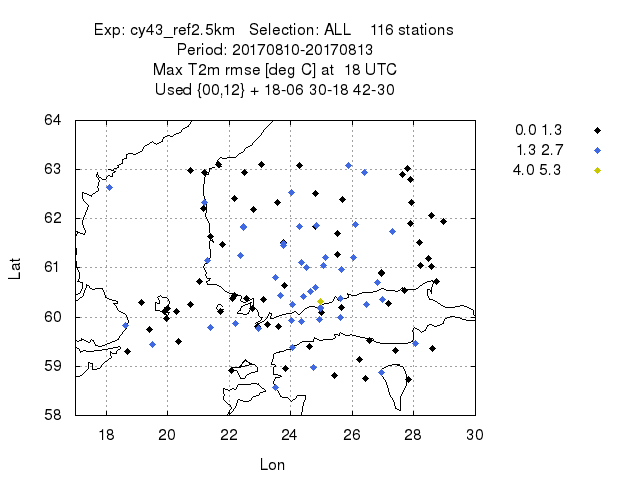 Exp: cy43_ref2.5km Selection: ALL 116 stations
Period: 20170810-20170813
Max T2m rmse [deg C] at 18 UTC
Used {00,12} + 18-06 30-18 42-30
0.0 1.3
1.3 2.7
4.0 5.3
64
63
62
61
60
59
58
Lat
18 20 22 24 26 28 30
Lon